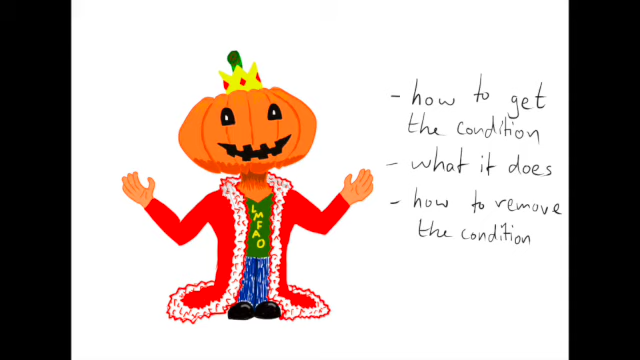 LMFAO
- how to get
the condition
- what it does
- how to remove
the condition